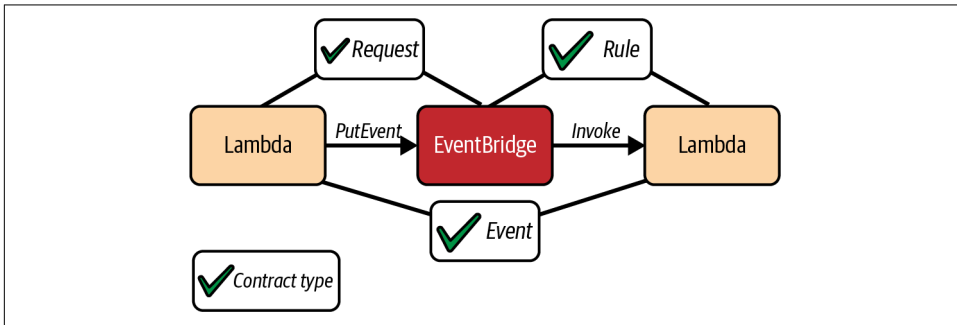 Request
Rule
Lambda
PutEvent
EventBridge
Invoke
Lambda
Event
Contract type